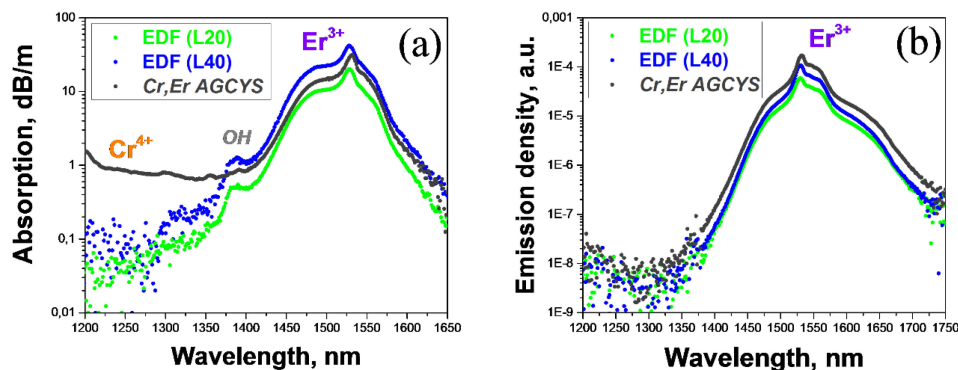 EDF (L20)
EDF (L40)
Cr,Er AGCYS
Er3+
(a)
Cr4+
OH
Absorption, dB/m
100
10
1
0,1
0,01
1200 1250 1300 1350 1400 1450 1500 1550 1600 1650
Wavelength, nm
EDF (L20)
EDF (L40)
Cr,Er AGCYS
Er3+
(b)
Emission density, a.u.
1E-3
1E-4
1E-5
1E-6
1E-7
1E-8
1E-9
1200 1250 1300 1350 1400 1450 1500 1550 1600 1650 1700 1750
Wavelength, nm